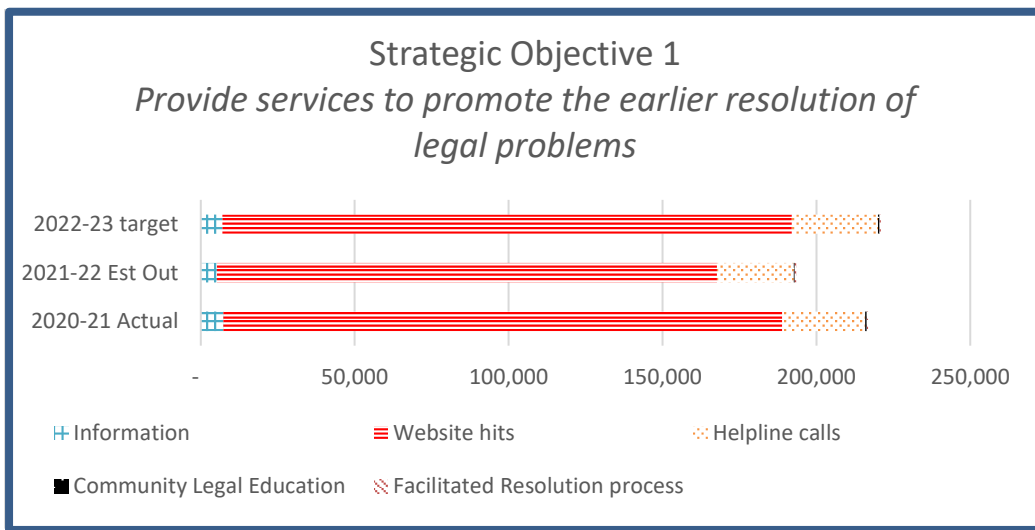 Strategic Objective 1
Provide services to promote the earlier resolution of
legal problems
2022-23 target
2021-22 Est Out
2020-21 Actual
- 50,000 100,000 150,000 200,000 250,000
Information Website hits Helpline calls
Community Legal Education Facilitated Resolution process